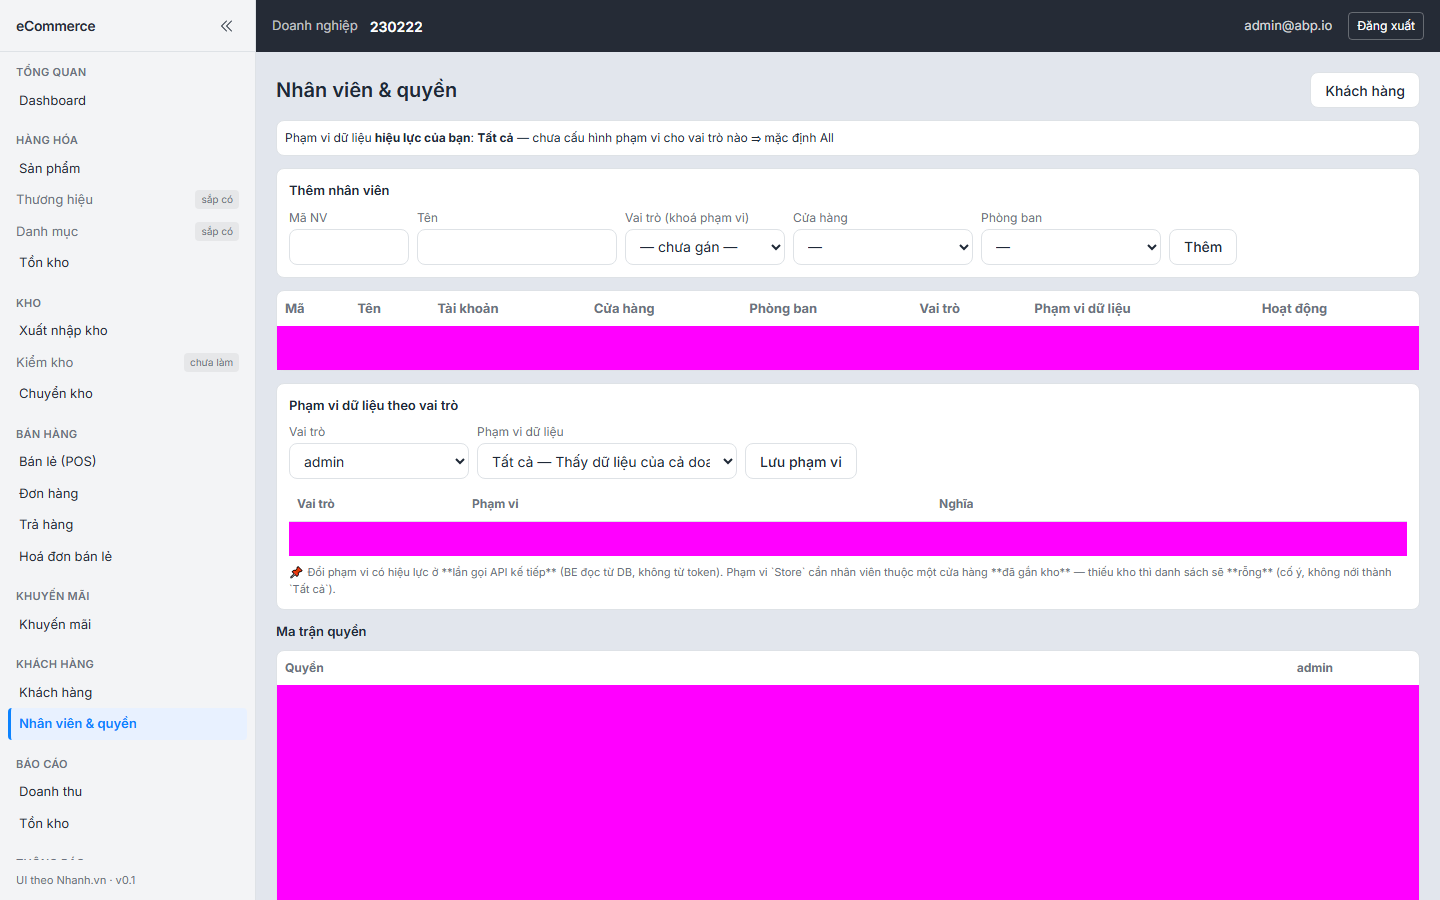 eCommerce
TỔNG QUAN
Dashboard
HÀNG HÓA
Sản phẩm
Thương hiệu sắp có
Danh mục sắp có
Tồn kho
KHO
Xuất nhập kho
Kiểm kho chưa làm
Chuyển kho
BÁN HÀNG
Bán lẻ (POS)
Đơn hàng
Trả hàng
Hoá đơn bán lẻ
KHUYẾN MÃI
Khuyến mãi
KHÁCH HÀNG
Khách hàng
Nhân viên & quyền
BÁO CÁO
Doanh thu
Tồn kho
UI theo Nhanh.vn · v0.1
Doanh nghiệp 230222
admin@abp.io Đăng xuất
Nhân viên & quyền
Khách hàng
Phạm vi dữ liệu hiệu lực của bạn: Tất cả — chưa cấu hình phạm vi cho vai trò nào ⇒ mặc định All
Thêm nhân viên
Mã NV Tên Vai trò (khoá phạm vi) Cửa hàng Phòng ban
— chưa gán — — — Thêm
Mã Tên Tài khoản Cửa hàng Phòng ban Vai trò Phạm vi dữ liệu Hoạt động
Phạm vi dữ liệu theo vai trò
Vai trò Phạm vi dữ liệu
admin Tất cả — Thấy dữ liệu của cả doa Lưu phạm vi
Vai trò Phạm vi Nghĩa
📌 Đổi phạm vi có hiệu lực ở **lần gọi API kế tiếp** (BE đọc từ DB, không từ token). Phạm vi `Store` cần nhân viên thuộc một cửa hàng **đã gắn kho** — thiếu kho thì danh sách sẽ **rỗng** (cố ý, không nới thành
`Tất cả`).
Ma trận quyền
Quyền admin